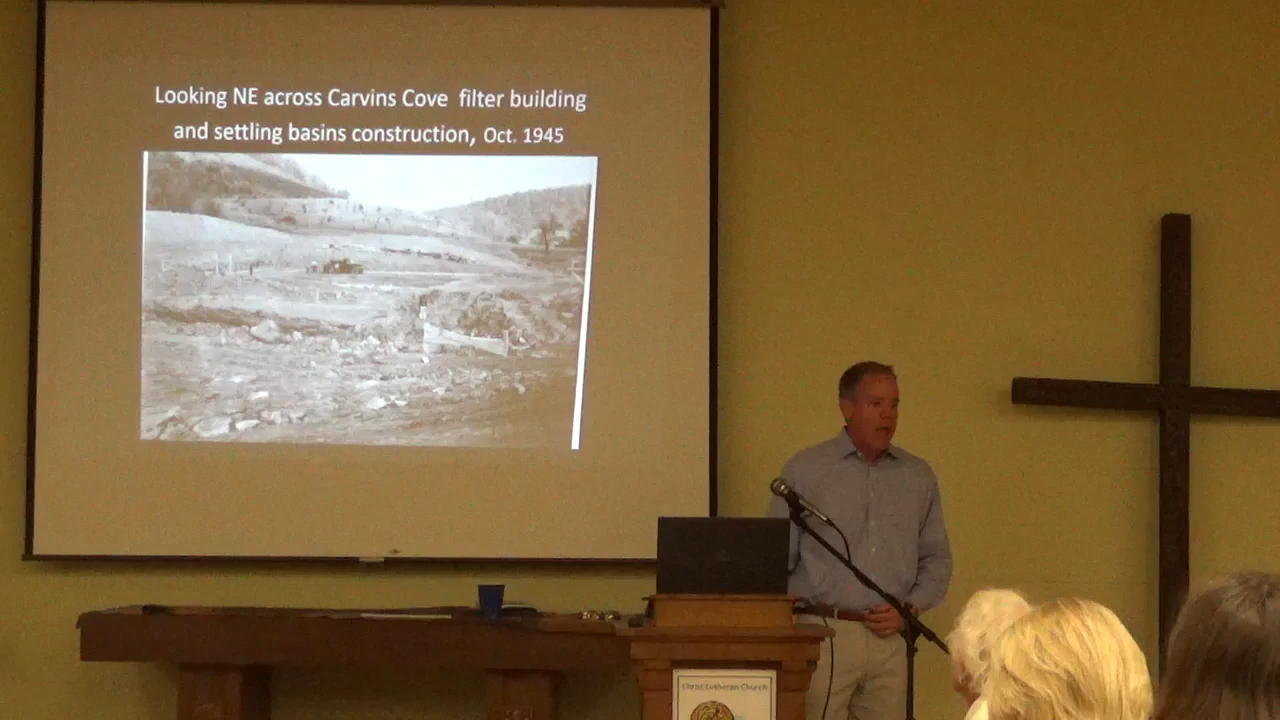 Looking NE across Carvins Cove filter building
and settling basins construction, Oct. 1945
Christ Lutheran Church